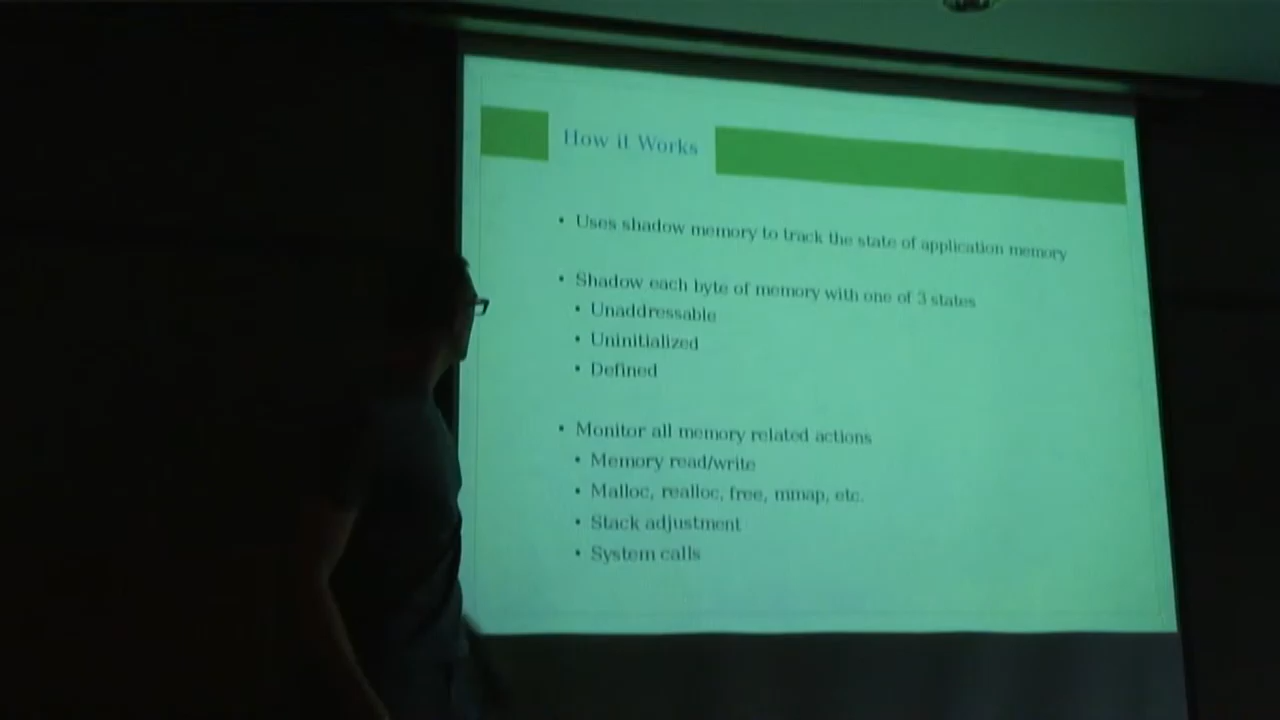 How it Works
• Uses shadow memory to track the state of application memory
• Shadow each byte of memory with one of 3 states
• Unaddressable
• Uninitialized
• Defined
• Monitor all memory related actions
• Memory read/write
• Malloc, realloc, free, mmap, etc.
• Stack adjustment
• System calls